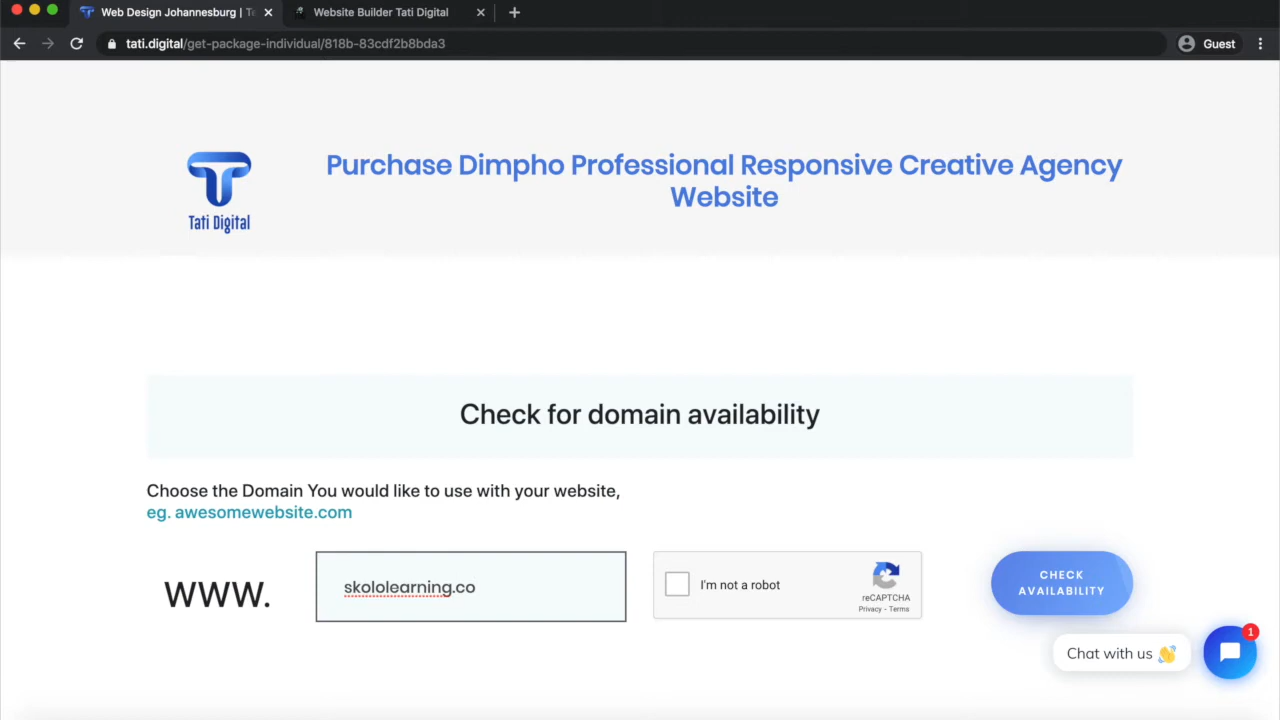 Web Design Johannesburg | Te
Website Builder Tati Digital
tati.digital/get-package-individual/818b-83cdf2b8bda3
Guest
Tati Digital
Purchase Dimpho Professional Responsive Creative Agency
Website
Check for domain availability
Choose the Domain You would like to use with your website,
eg. awesomewebsite.com
www.
skololearning.co
I'm not a robot
reCAPTCHA
Privacy - Terms
CHECK
AVAILABILITY
Chat with us 👋
1